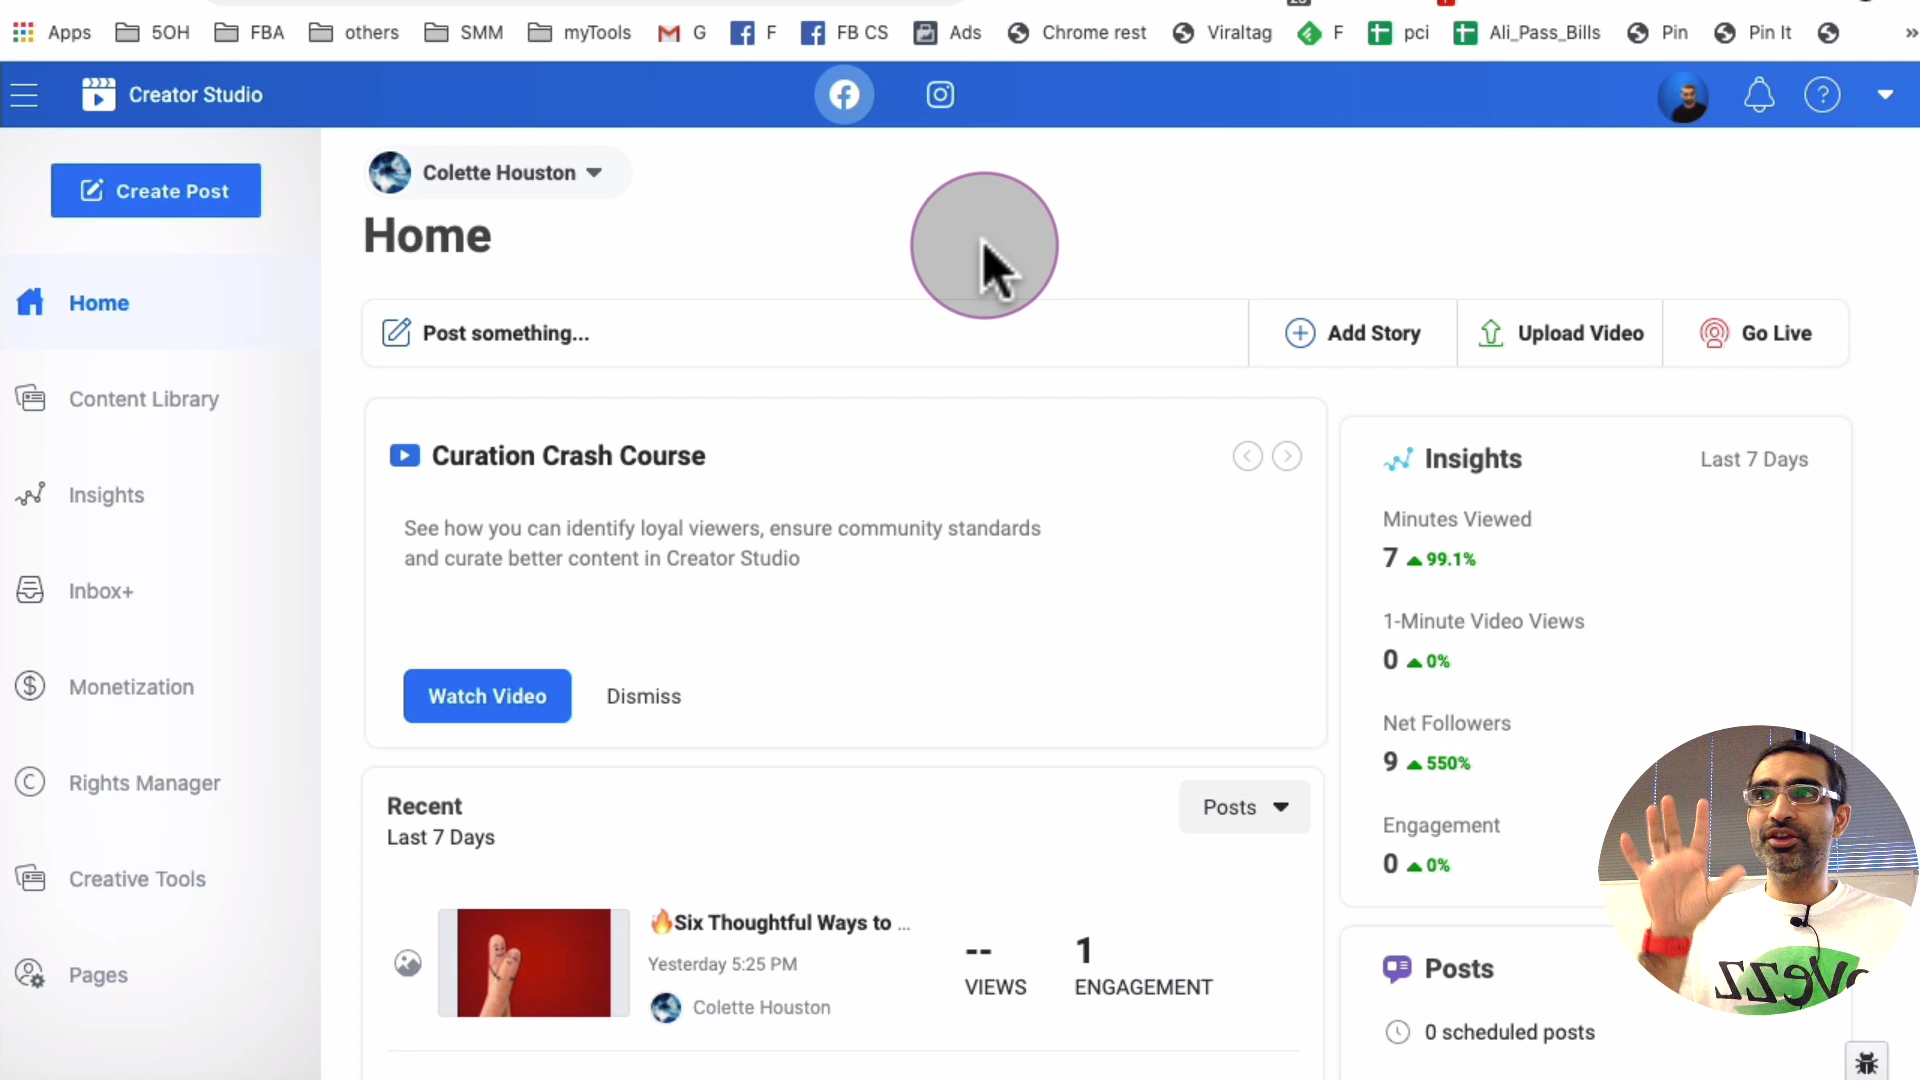 Apps 5OH FBA others SMM myTools G F FB CS Ads Chrome rest Viraltag F pci Ali_Pass_Bills Pin Pin It »
Creator Studio
Create Post
Home
Content Library
Insights
Inbox+
Monetization
Rights Manager
Creative Tools
Pages
Colette Houston
Home
Post something...
Add Story
Upload Video
Go Live
Curation Crash Course
See how you can identify loyal viewers, ensure community standards
and curate better content in Creator Studio
Watch Video Dismiss
Recent
Last 7 Days
Posts
🔥Six Thoughtful Ways to ...
Yesterday 5:25 PM
Colette Houston
--
VIEWS
1
ENGAGEMENT
Insights Last 7 Days
Minutes Viewed
7 99.1%
1-Minute Video Views
0 0%
Net Followers
9 550%
Engagement
0 0%
Posts
0 scheduled posts